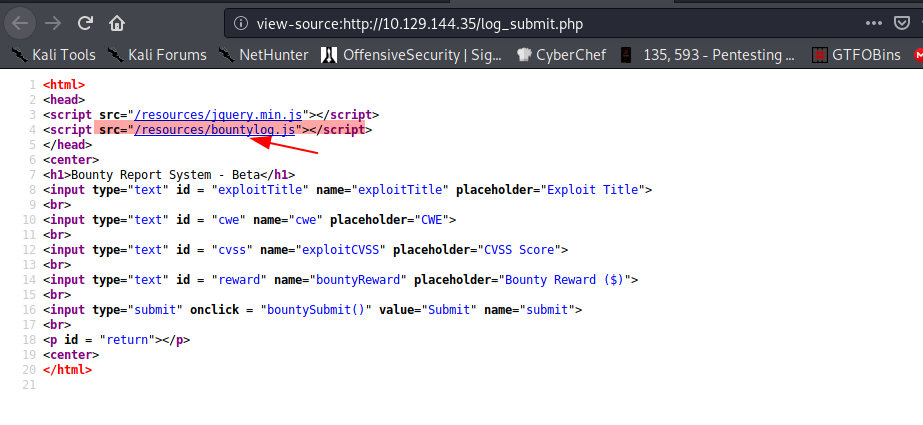 view-source:http://10.129.144.35/log_submit.php
Kali Tools Kali Forums NetHunter OffensiveSecurity | Sig... CyberChef 135, 593 - Pentesting ... GTFOBins
1 <html>
2 <head>
3 <script src="/resources/jquery.min.js"></script>
4 <script src="/resources/bountylog.js"></script>
5 </head>
6 <center>
7 <h1>Bounty Report System - Beta</h1>
8 <input type="text" id = "exploitTitle" name="exploitTitle" placeholder="Exploit Title">
9 <br>
10 <input type="text" id = "cwe" name="cwe" placeholder="CWE">
11 <br>
12 <input type="text" id = "cvss" name="exploitCVSS" placeholder="CVSS Score">
13 <br>
14 <input type="text" id = "reward" name="bountyReward" placeholder="Bounty Reward ($)">
15 <br>
16 <input type="submit" onclick = "bountySubmit()" value="Submit" name="submit">
17 <br>
18 <p id = "return"></p>
19 <center>
20 </html>
21